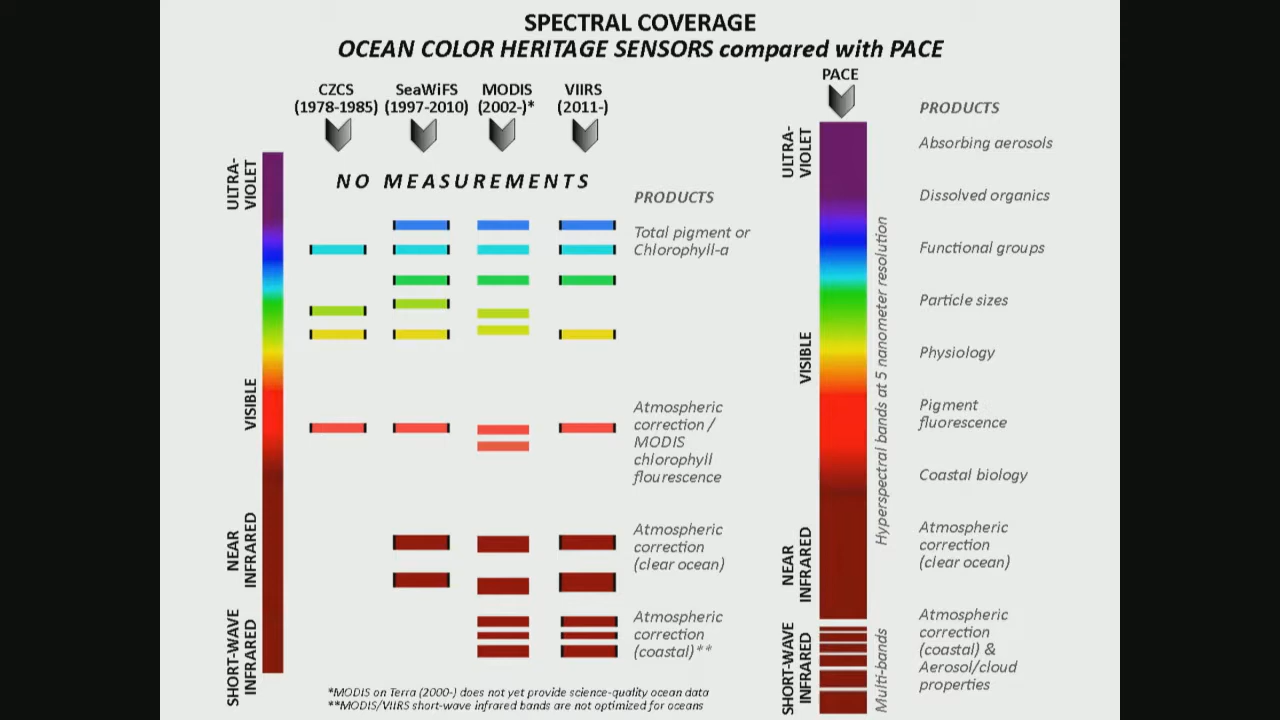 SPECTRAL COVERAGE
OCEAN COLOR HERITAGE SENSORS compared with PACE
CZCS
(1978-1985)
SeaWiFS
(1997-2010)
MODIS
(2002-)*
VIIRS
(2011-)
ULTRA-
VIOLET
VISIBLE
NEAR
INFRARED
SHORT-WAVE
INFRARED
NO MEASUREMENTS
PRODUCTS
Total pigment or
Chlorophyll-a
Atmospheric
correction /
MODIS
chlorophyll
flourescence
Atmospheric
correction
(clear ocean)
Atmospheric
correction
(coastal)**
*MODIS on Terra (2000-) does not yet provide science-quality ocean data
**MODIS/VIIRS short-wave infrared bands are not optimized for oceans
PACE
ULTRA-
VIOLET
VISIBLE
NEAR
INFRARED
SHORT-WAVE
INFRARED
Hyperspectral bands at 5 nanometer resolution
Multi-bands
PRODUCTS
Absorbing aerosols
Dissolved organics
Functional groups
Particle sizes
Physiology
Pigment
fluorescence
Coastal biology
Atmospheric
correction
(clear ocean)
Atmospheric
correction
(coastal) &
Aerosol/cloud
properties